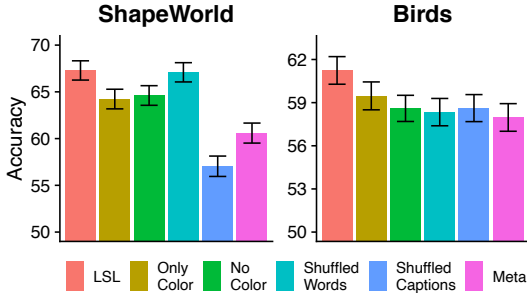 ShapeWorld
Birds
Accuracy
70
65
60
55
50
62
59
56
53
50
LSL
Only Color
No Color
Shuffled Words
Shuffled Captions
Meta